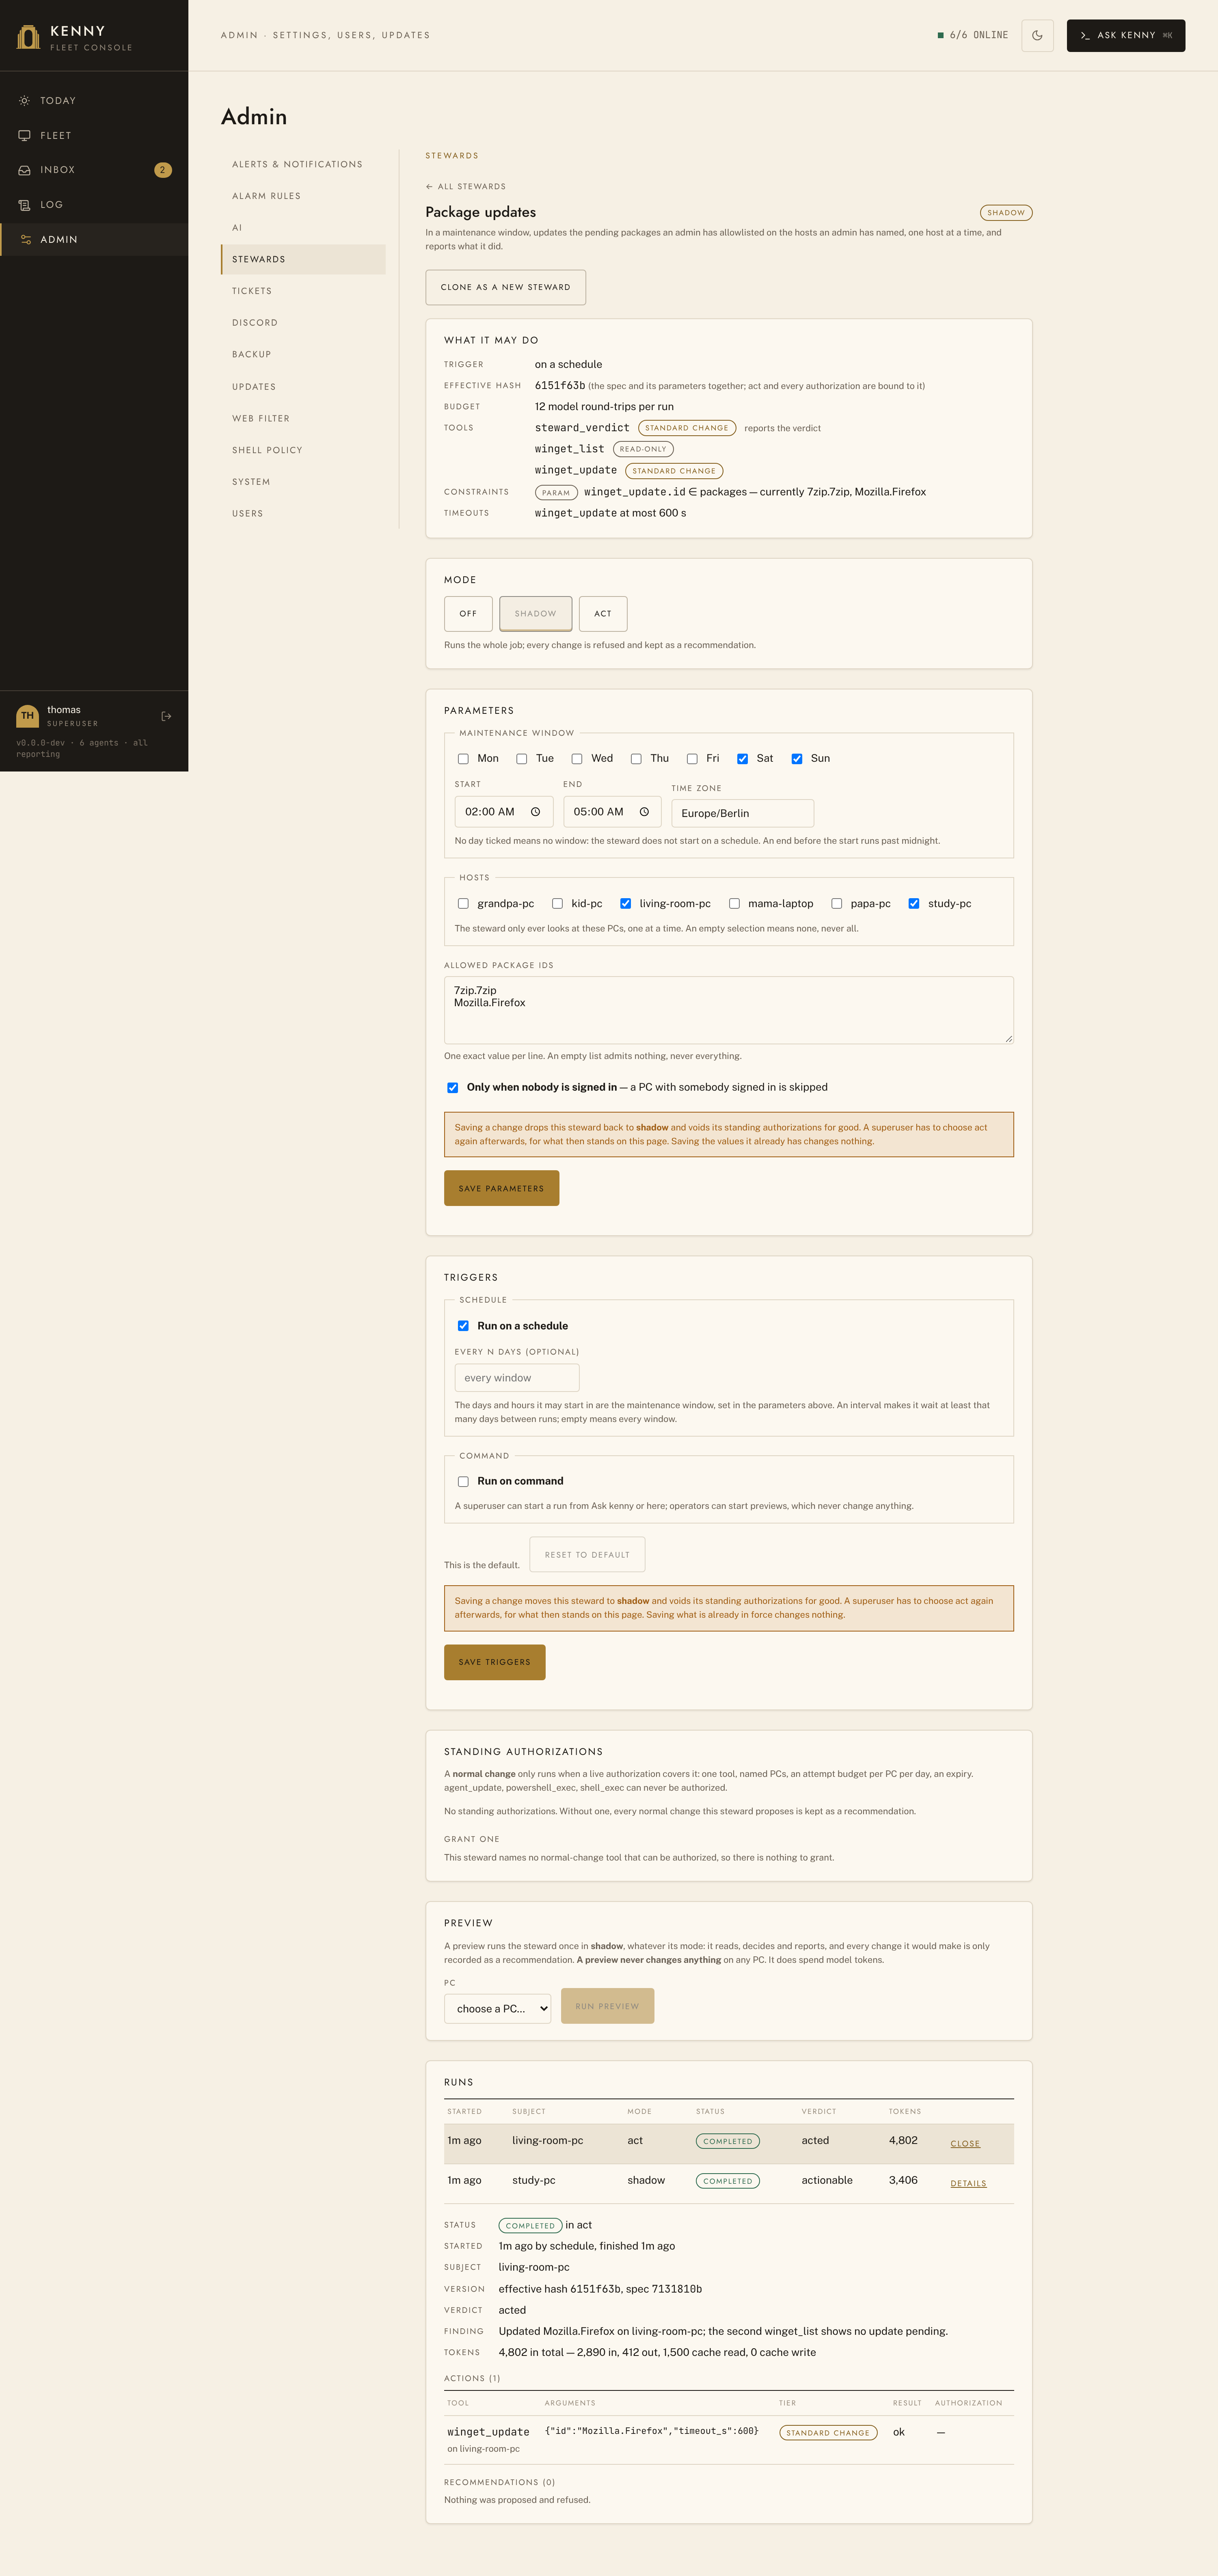 KENNY
FLEET CONSOLE
TODAY
FLEET
INBOX 2
LOG
ADMIN
TH thomas
SUPERUSER
v0.0.0-dev · 6 agents · all
reporting
ADMIN · SETTINGS, USERS, UPDATES
6/6 ONLINE
ASK KENNY ⌘K
Admin
ALERTS & NOTIFICATIONS
ALARM RULES
AI
STEWARDS
TICKETS
DISCORD
BACKUP
UPDATES
WEB FILTER
SHELL POLICY
SYSTEM
USERS
STEWARDS
← ALL STEWARDS
Package updates SHADOW
In a maintenance window, updates the pending packages an admin has allowlisted on the hosts an admin has named, one host at a time, and
reports what it did.
CLONE AS A NEW STEWARD
WHAT IT MAY DO
TRIGGER on a schedule
EFFECTIVE HASH 6151f63b (the spec and its parameters together; act and every authorization are bound to it)
BUDGET 12 model round-trips per run
TOOLS steward_verdict STANDARD CHANGE reports the verdict
winget_list READ-ONLY
winget_update STANDARD CHANGE
CONSTRAINTS PARAM winget_update.id ∈ packages — currently 7zip.7zip, Mozilla.Firefox
TIMEOUTS winget_update at most 600 s
MODE
OFF SHADOW ACT
Runs the whole job; every change is refused and kept as a recommendation.
PARAMETERS
MAINTENANCE WINDOW
Mon Tue Wed Thu Fri Sat Sun
START END TIME ZONE
02:00 AM 05:00 AM Europe/Berlin
No day ticked means no window: the steward does not start on a schedule. An end before the start runs past midnight.
HOSTS
grandpa-pc kid-pc living-room-pc mama-laptop papa-pc study-pc
The steward only ever looks at these PCs, one at a time. An empty selection means none, never all.
ALLOWED PACKAGE IDS
7zip.7zip
Mozilla.Firefox
One exact value per line. An empty list admits nothing, never everything.
Only when nobody is signed in — a PC with somebody signed in is skipped
Saving a change drops this steward back to shadow and voids its standing authorizations for good. A superuser has to choose act
again afterwards, for what then stands on this page. Saving the values it already has changes nothing.
SAVE PARAMETERS
TRIGGERS
SCHEDULE
Run on a schedule
EVERY N DAYS (OPTIONAL)
every window
The days and hours it may start in are the maintenance window, set in the parameters above. An interval makes it wait at least that
many days between runs; empty means every window.
COMMAND
Run on command
A superuser can start a run from Ask kenny or here; operators can start previews, which never change anything.
This is the default. RESET TO DEFAULT
Saving a change moves this steward to shadow and voids its standing authorizations for good. A superuser has to choose act again
afterwards, for what then stands on this page. Saving what is already in force changes nothing.
SAVE TRIGGERS
STANDING AUTHORIZATIONS
A normal change only runs when a live authorization covers it: one tool, named PCs, an attempt budget per PC per day, an expiry.
agent_update, powershell_exec, shell_exec can never be authorized.
No standing authorizations. Without one, every normal change this steward proposes is kept as a recommendation.
GRANT ONE
This steward names no normal-change tool that can be authorized, so there is nothing to grant.
PREVIEW
A preview runs the steward once in shadow, whatever its mode: it reads, decides and reports, and every change it would make is only
recorded as a recommendation. A preview never changes anything on any PC. It does spend model tokens.
PC
choose a PC… RUN PREVIEW
RUNS
STARTED SUBJECT MODE STATUS VERDICT TOKENS
1m ago living-room-pc act COMPLETED acted 4,802 CLOSE
1m ago study-pc shadow COMPLETED actionable 3,406 DETAILS
STATUS COMPLETED in act
STARTED 1m ago by schedule, finished 1m ago
SUBJECT living-room-pc
VERSION effective hash 6151f63b, spec 7131810b
VERDICT acted
FINDING Updated Mozilla.Firefox on living-room-pc; the second winget_list shows no update pending.
TOKENS 4,802 in total — 2,890 in, 412 out, 1,500 cache read, 0 cache write
ACTIONS (1)
TOOL ARGUMENTS TIER RESULT AUTHORIZATION
winget_update {"id":"Mozilla.Firefox","timeout_s":600} STANDARD CHANGE ok —
on living-room-pc
RECOMMENDATIONS (0)
Nothing was proposed and refused.